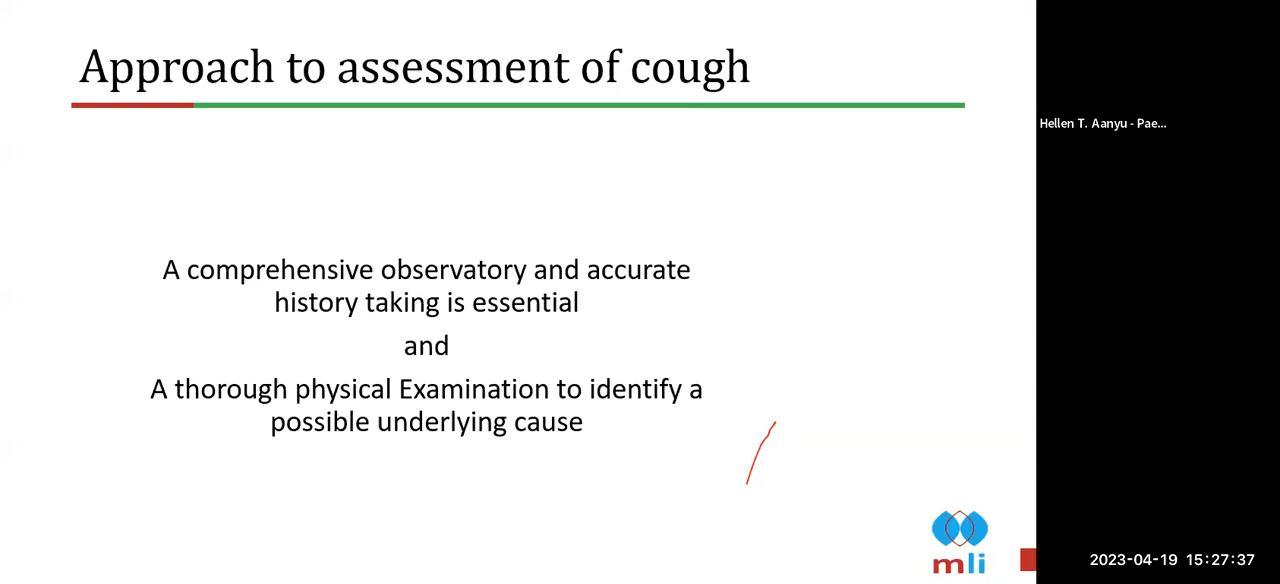 Approach to assessment of cough
A comprehensive observatory and accurate
history taking is essential
and
A thorough physical Examination to identify a
possible underlying cause
mli
Hellen T. Aanyu - Pae...
2023-04-19 15:27:37